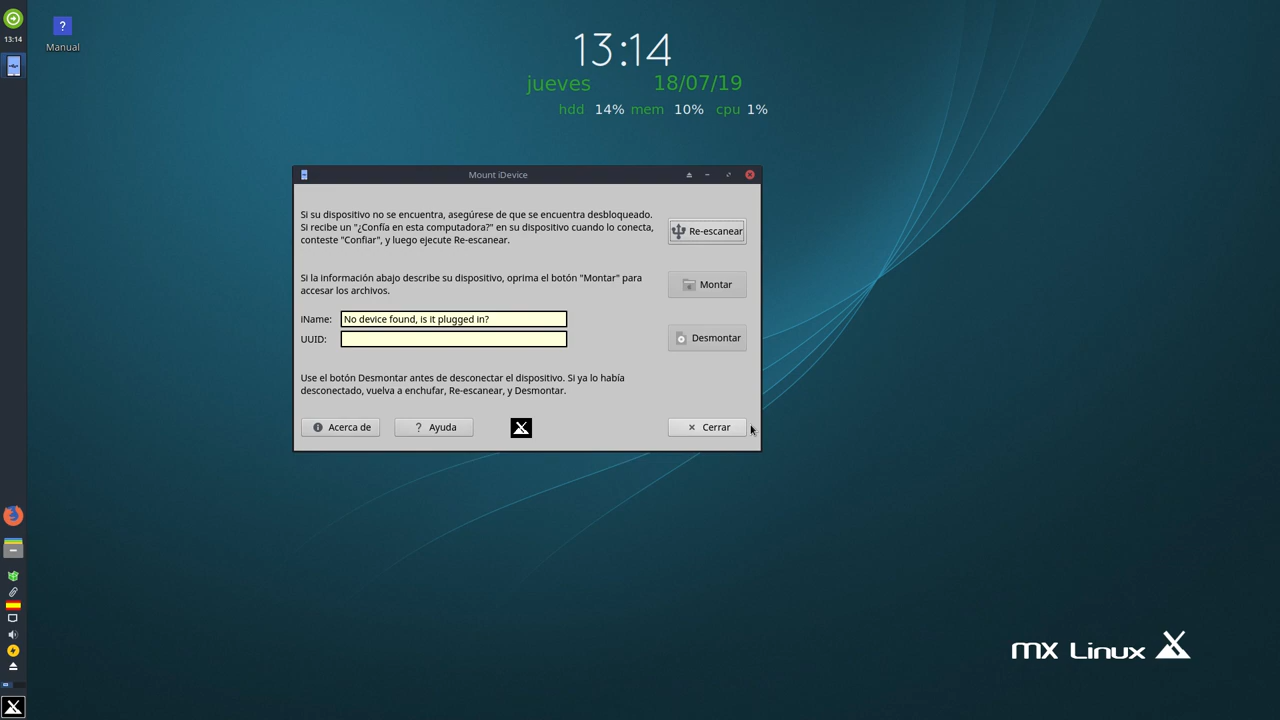 13:14
?
Manual
13:14
jueves 18/07/19
hdd 14% mem 10% cpu 1%
Mount iDevice
Si su dispositivo no se encuentra, asegúrese de que se encuentra desbloqueado.
Si recibe un "¿Confía en esta computadora?" en su dispositivo cuando lo conecta,
conteste "Confiar", y luego ejecute Re-escanear.
Re-escanear
Si la información abajo describe su dispositivo, oprima el botón "Montar" para
accesar los archivos.
Montar
iName: No device found, is it plugged in?
UUID:
Desmontar
Use el botón Desmontar antes de desconectar el dispositivo. Si ya lo había
desconectado, vuelva a enchufar, Re-escanear, y Desmontar.
Acerca de
? Ayuda
Cerrar
mx Linux